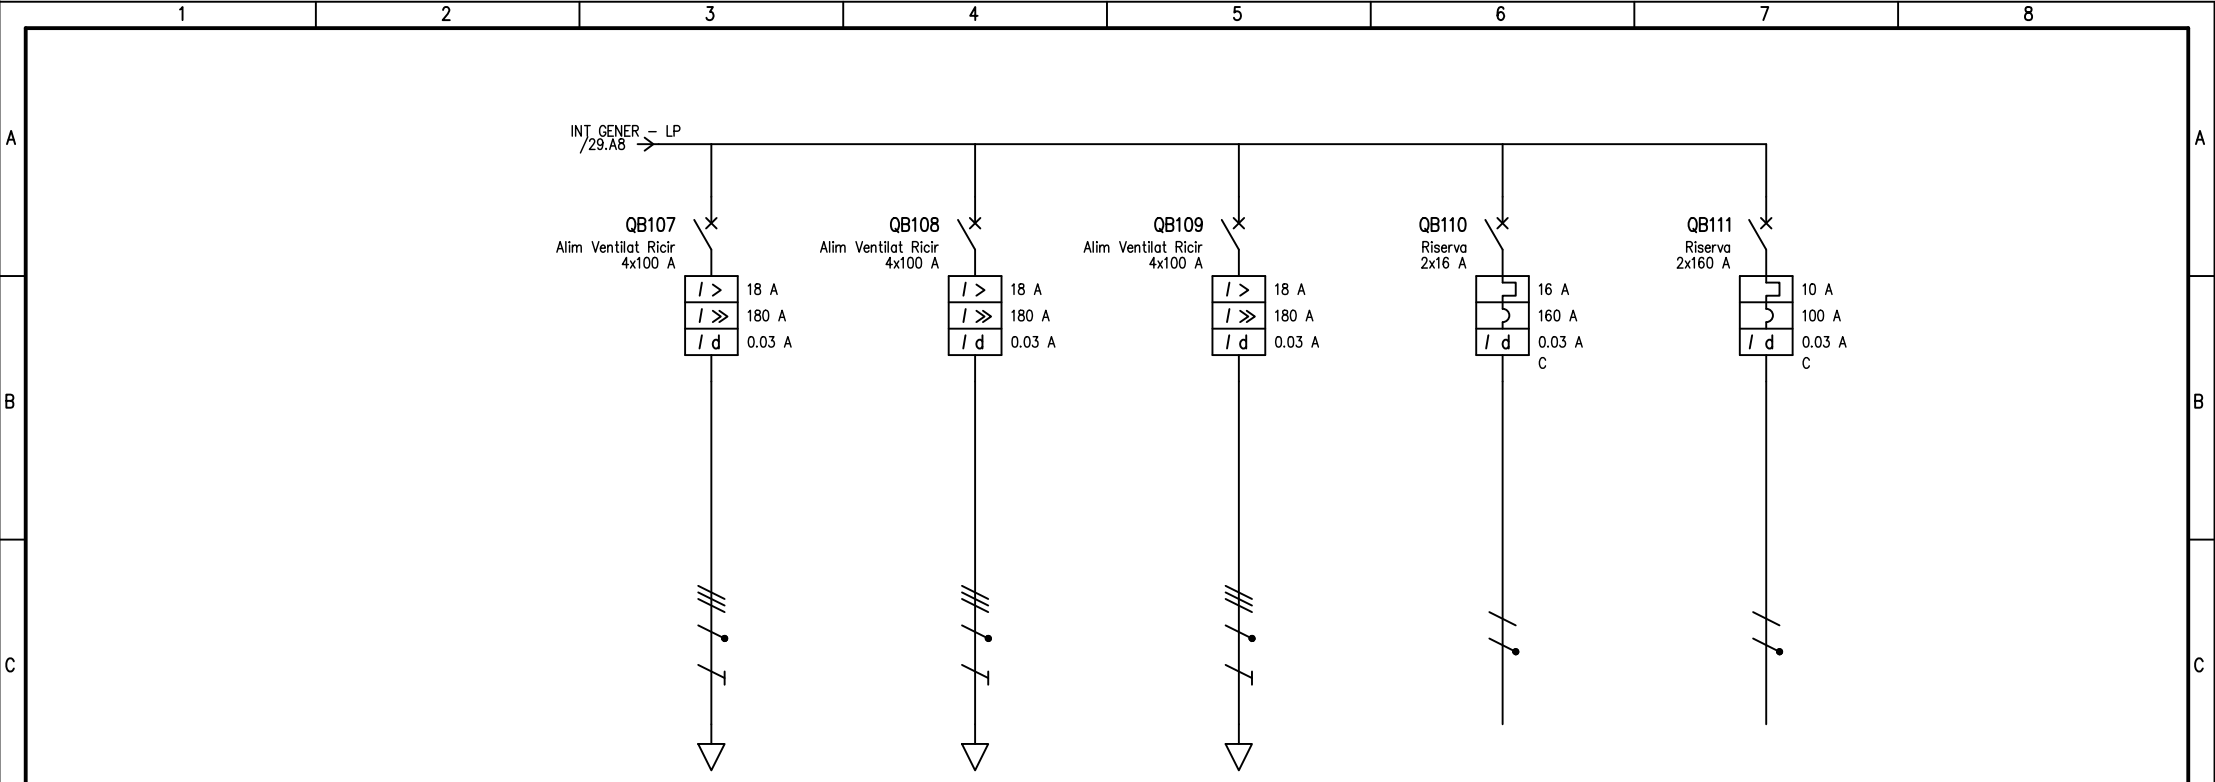 1 2 3 4 5 6 7 8
A A
INT GENER - LP
/29.A8
QB107
Alim Ventilat Ricir
4x100 A
I > 18 A
I >> 180 A
I d 0.03 A
QB108
Alim Ventilat Ricir
4x100 A
I > 18 A
I >> 180 A
I d 0.03 A
QB109
Alim Ventilat Ricir
4x100 A
I > 18 A
I >> 180 A
I d 0.03 A
QB110
Riserva
2x16 A
16 A
160 A
I d 0.03 A
C
QB111
Riserva
2x160 A
10 A
100 A
I d 0.03 A
C
B B
C C